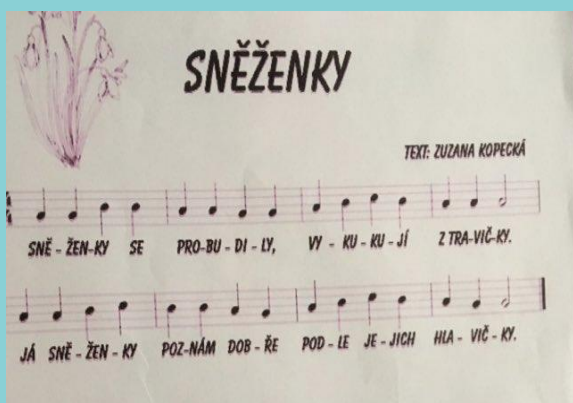 SNĚŽENKY
TEXT: ZUZANA KOPECKÁ
SNĚ - ŽEN-KY SE PRO-BU - DI - LY, VY - KU - KU - JÍ Z TRA-VIČ-KY.
JÁ SNĚ - ŽEN - KY POZ-NÁM DOB - ŘE POD - LE JE - JICH HLA - VIČ - KY.